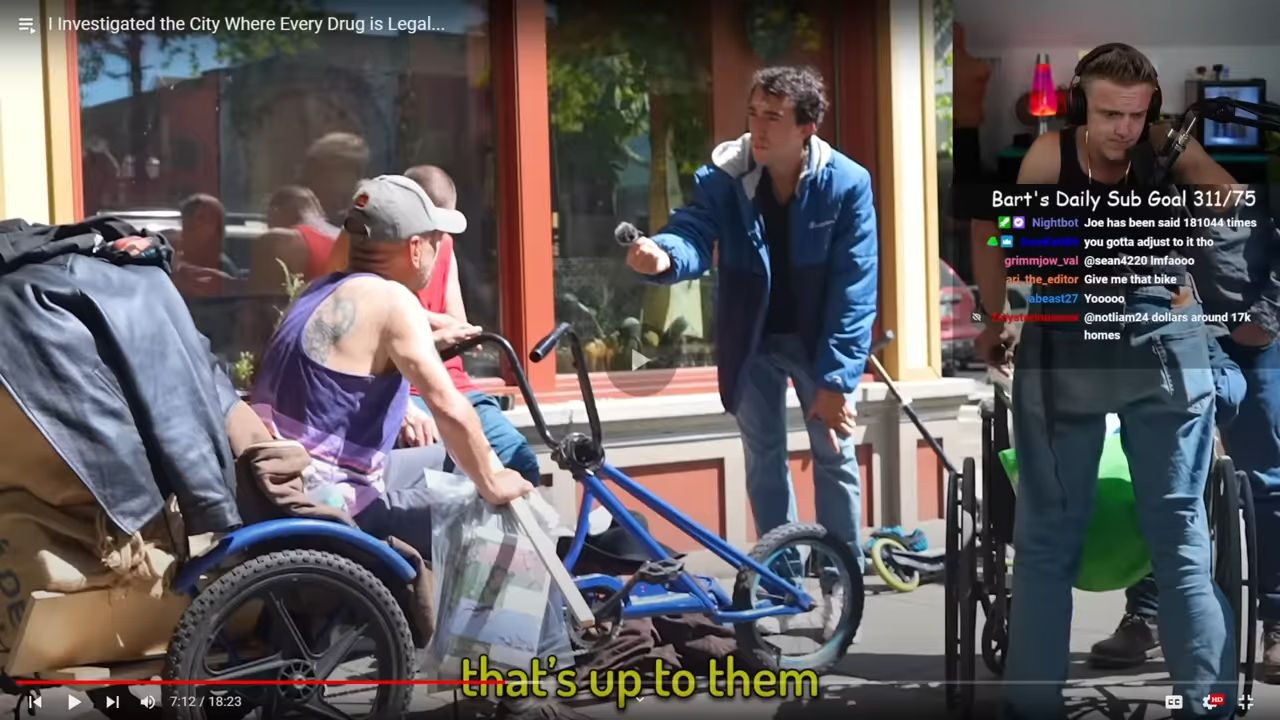 I Investigated the City Where Every Drug is Legal...
Bart's Daily Sub Goal 311/75
Nightbot Joe has been said 181044 times
you gotta adjust to it tho
grimmjow_val @sean4220 lmfaooo
ari_the_editor Give me that bike
abeast27 Yooooo
@notliam24 dollars around 17k
homes
that's up to them
7:12 / 18:23
CC
HD